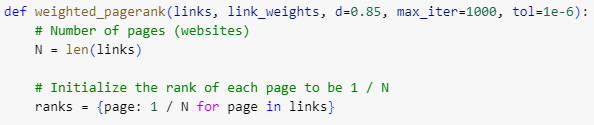 def weighted_pagerank(links, link_weights, d=0.85, max_iter=1000, tol=1e-6):
    # Number of pages (websites)
    N = len(links)

    # Initialize the rank of each page to be 1 / N
    ranks = {page: 1 / N for page in links}